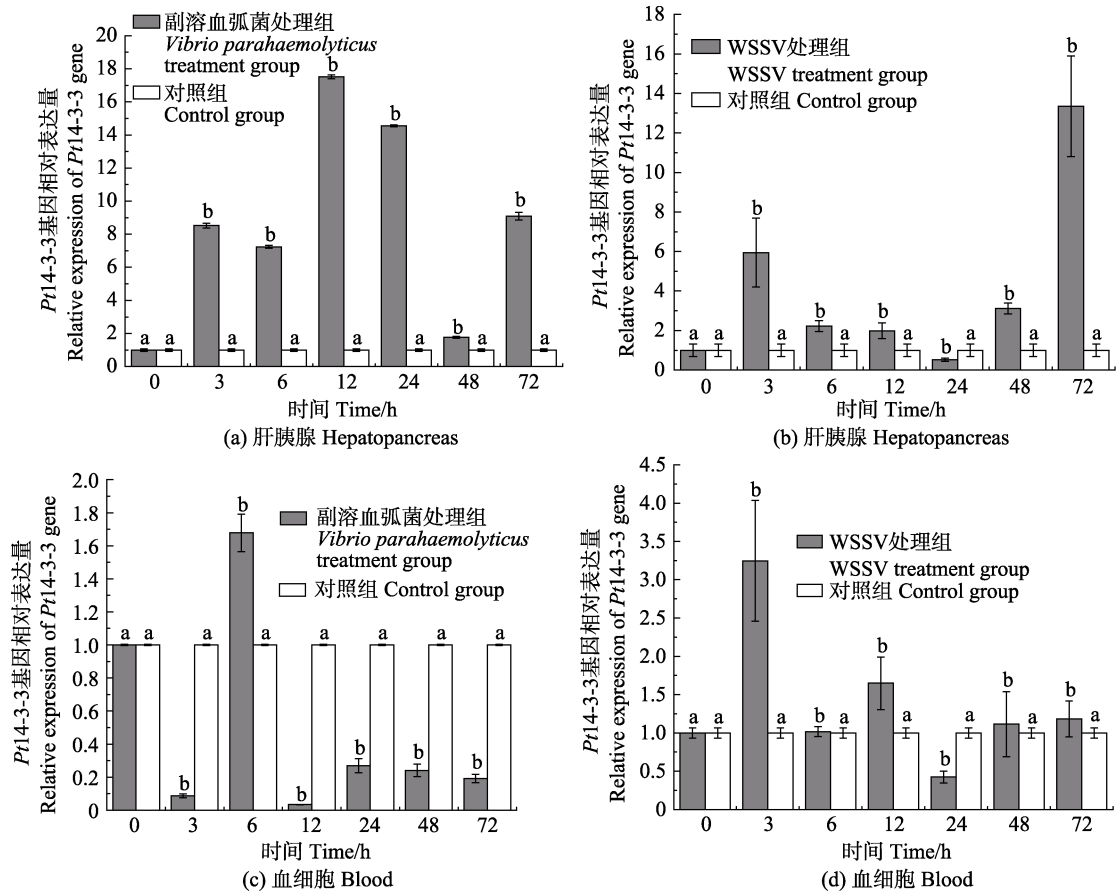 副溶血弧菌处理组
Vibrio parahaemolyticus
treatment group
对照组
Control group
Pt14-3-3基因相对表达量
Relative expression of Pt14-3-3 gene
20
18
16
14
12
10
8
6
4
2
0
a a b a b a b a b a b a b a
0 3 6 12 24 48 72
时间 Time/h
(a) 肝胰腺 Hepatopancreas
WSSV处理组
WSSV treatment group
对照组 Control group
Pt14-3-3基因相对表达量
Relative expression of Pt14-3-3 gene
18
16
14
12
10
8
6
4
2
0
a a b a b a b a b a b a b a
0 3 6 12 24 48 72
时间 Time/h
(b) 肝胰腺 Hepatopancreas
副溶血弧菌处理组
Vibrio parahaemolyticus
treatment group
对照组 Control group
Pt14-3-3基因相对表达量
Relative expression of Pt14-3-3 gene
2.0
1.8
1.6
1.4
1.2
1.0
0.8
0.6
0.4
0.2
0
a a b a b a b a b a b a b a
0 3 6 12 24 48 72
时间 Time/h
(c) 血细胞 Blood
WSSV处理组
WSSV treatment group
对照组 Control group
Pt14-3-3基因相对表达量
Relative expression of Pt14-3-3 gene
4.5
4.0
3.5
3.0
2.5
2.0
1.5
1.0
0.5
0
a a b a b a b a b a b a b a
0 3 6 12 24 48 72
时间 Time/h
(d) 血细胞 Blood